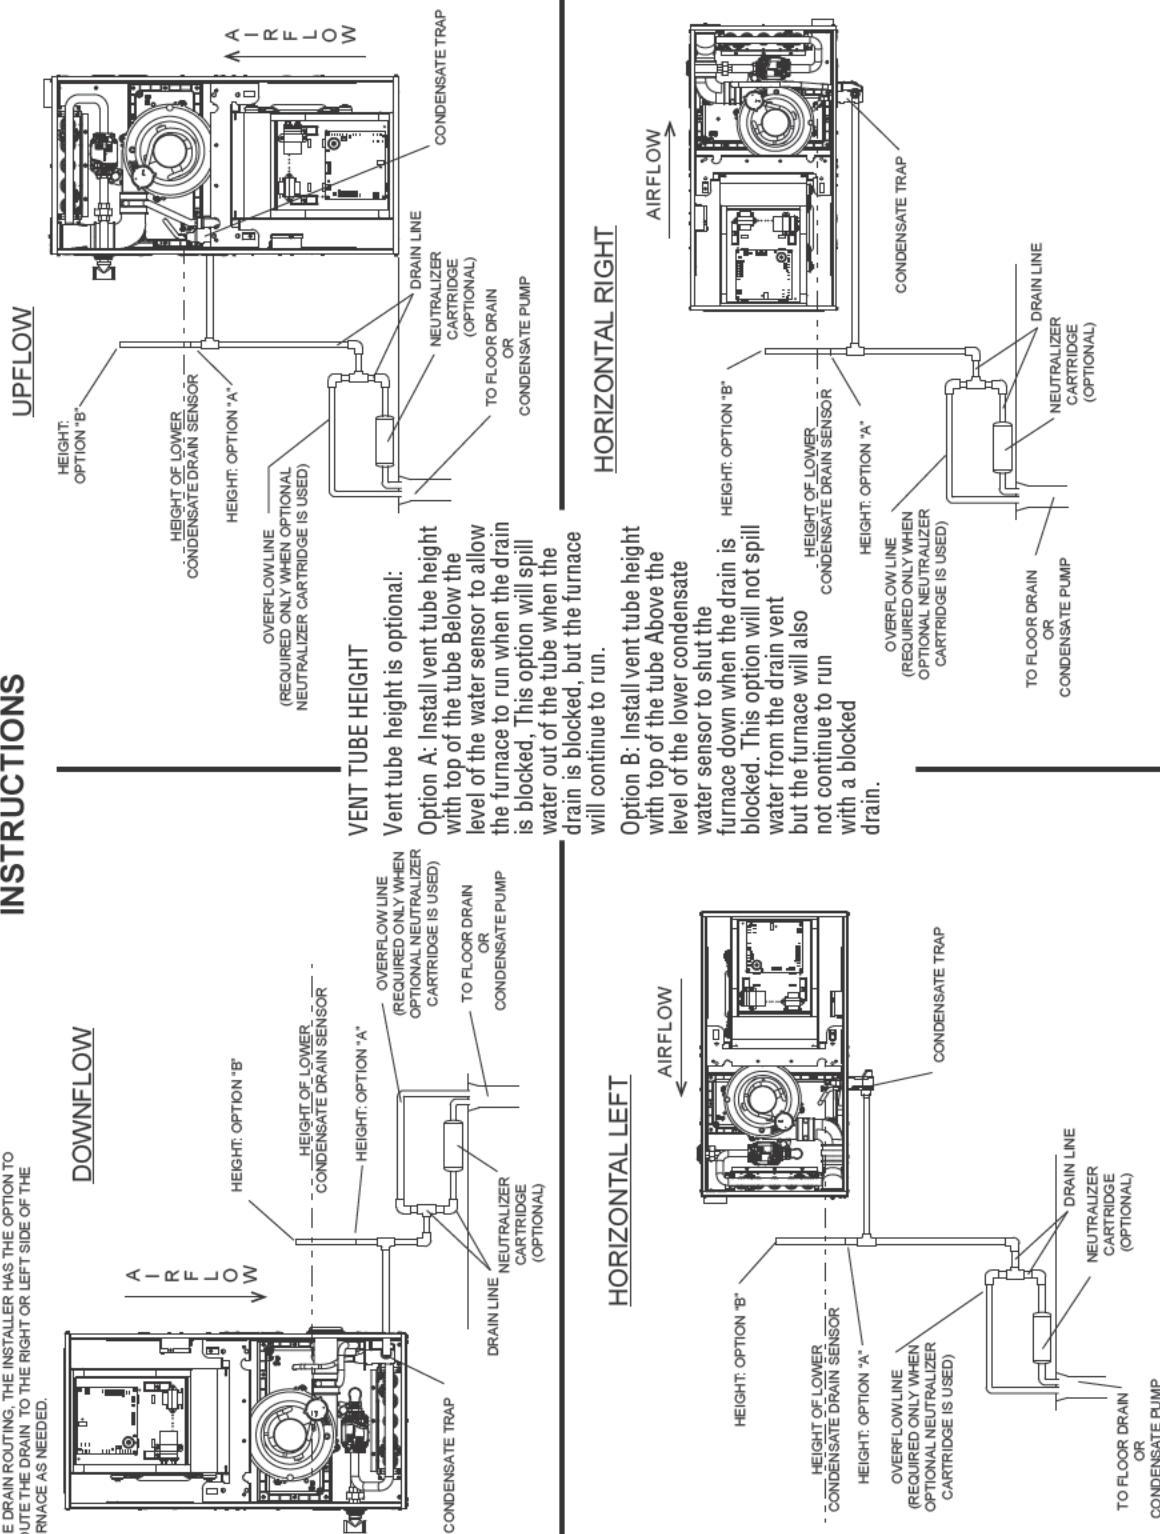 INSTRUCTIONS
E DRAIN ROUTING, THE INSTALLER HAS THE OPTION TO
UTE THE DRAIN TO THE RIGHT OR LEFT SIDE OF THE
RNACE AS NEEDED.
DOWNFLOW
AIRFLOW
HEIGHT: OPTION "B"
HEIGHT OF LOWER
CONDENSATE DRAIN SENSOR
HEIGHT: OPTION "A"
OVERFLOW LINE
(REQUIRED ONLY WHEN
OPTIONAL NEUTRALIZER
CARTRIDGE IS USED)
TO FLOOR DRAIN
OR
CONDENSATE PUMP
CONDENSATE TRAP
DRAIN LINE
NEUTRALIZER
CARTRIDGE
(OPTIONAL)
UPFLOW
AIRFLOW
HEIGHT:
OPTION "B"
HEIGHT OF LOWER
CONDENSATE DRAIN SENSOR
HEIGHT: OPTION "A"
OVERFLOW LINE
(REQUIRED ONLY WHEN OPTIONAL
NEUTRALIZER CARTRIDGE IS USED)
CONDENSATE TRAP
DRAIN LINE
NEUTRALIZER
CARTRIDGE
(OPTIONAL)
TO FLOOR DRAIN
OR
CONDENSATE PUMP
VENT TUBE HEIGHT
Vent tube height is optional:
Option A: Install vent tube height
with top of the tube Below the
level of the water sensor to allow
the furnace to run when the drain
is blocked, This option will spill
water out of the tube when the
drain is blocked, but the furnace
will continue to run.
Option B: Install vent tube height
with top of the tube Above the
level of the lower condensate
water sensor to shut the
furnace down when the drain is
blocked. This option will not spill
water from the drain vent
but the furnace will also
not continue to run
with a blocked
drain.
HORIZONTAL LEFT
AIRFLOW
HEIGHT: OPTION "B"
HEIGHT OF LOWER
CONDENSATE DRAIN SENSOR
HEIGHT: OPTION "A"
OVERFLOW LINE
(REQUIRED ONLY WHEN
OPTIONAL NEUTRALIZER
CARTRIDGE IS USED)
CONDENSATE TRAP
DRAIN LINE
NEUTRALIZER
CARTRIDGE
(OPTIONAL)
TO FLOOR DRAIN
OR
CONDENSATE PUMP
HORIZONTAL RIGHT
AIRFLOW
HEIGHT: OPTION "B"
HEIGHT OF LOWER
CONDENSATE DRAIN SENSOR
HEIGHT: OPTION "A"
OVERFLOW LINE
(REQUIRED ONLY WHEN
OPTIONAL NEUTRALIZER
CARTRIDGE IS USED)
CONDENSATE TRAP
DRAIN LINE
NEUTRALIZER
CARTRIDGE
(OPTIONAL)
TO FLOOR DRAIN
OR
CONDENSATE PUMP